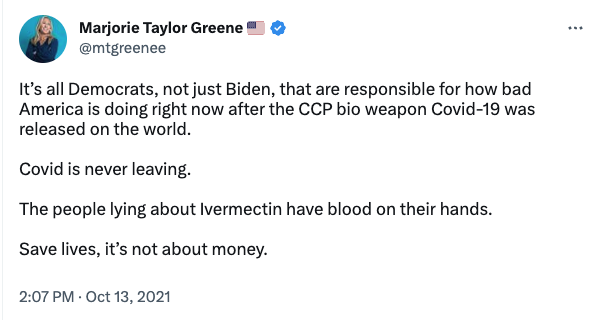 Marjorie Taylor Greene 🇺🇸
@mtgreenee
It’s all Democrats, not just Biden, that are responsible for how bad
America is doing right now after the CCP bio weapon Covid-19 was
released on the world.
Covid is never leaving.
The people lying about Ivermectin have blood on their hands.
Save lives, it’s not about money.
2:07 PM · Oct 13, 2021